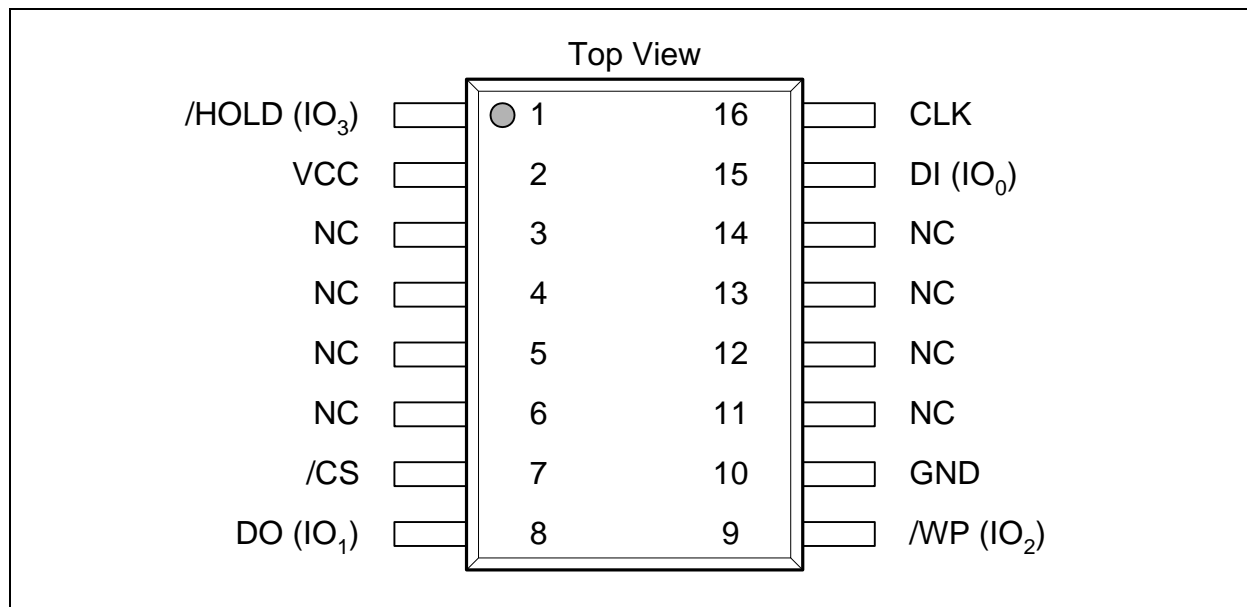 Top View
/HOLD (IO3) 1 16 CLK
VCC 2 15 DI (IO0)
NC 3 14 NC
NC 4 13 NC
NC 5 12 NC
NC 6 11 NC
/CS 7 10 GND
DO (IO1) 8 9 /WP (IO2)